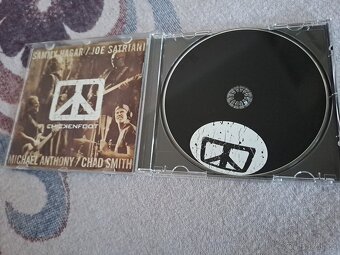 SAMMY HAGAR / JOE SATRIANI
CHICKENFOOT
MICHAEL ANTHONY / CHAD SMITH